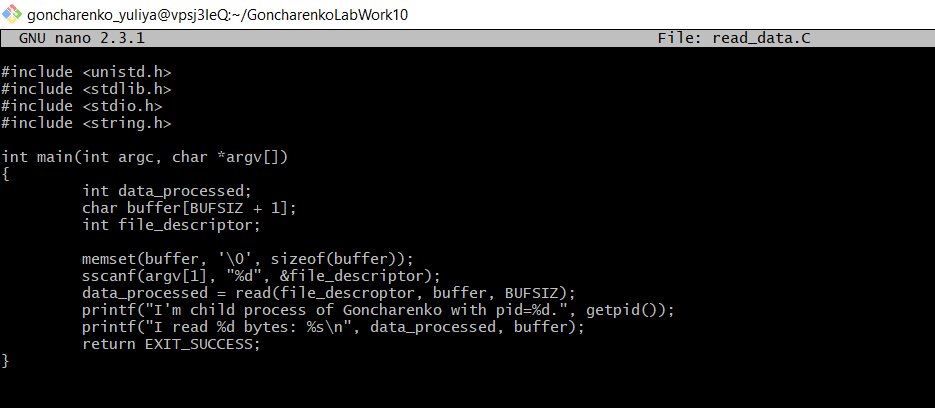 goncharenko_yuliya@vpsj3IeQ:~/GoncharenkoLabWork10
GNU nano 2.3.1 File: read_data.C
#include <unistd.h>
#include <stdlib.h>
#include <stdio.h>
#include <string.h>
int main(int argc, char *argv[])
{
int data_processed;
char buffer[BUFSIZ + 1];
int file_descriptor;
memset(buffer, '\0', sizeof(buffer));
sscanf(argv[1], "%d", &file_descriptor);
data_processed = read(file_descroptor, buffer, BUFSIZ);
printf("I'm child process of Goncharenko with pid=%d.", getpid());
printf("I read %d bytes: %s\n", data_processed, buffer);
return EXIT_SUCCESS;
}